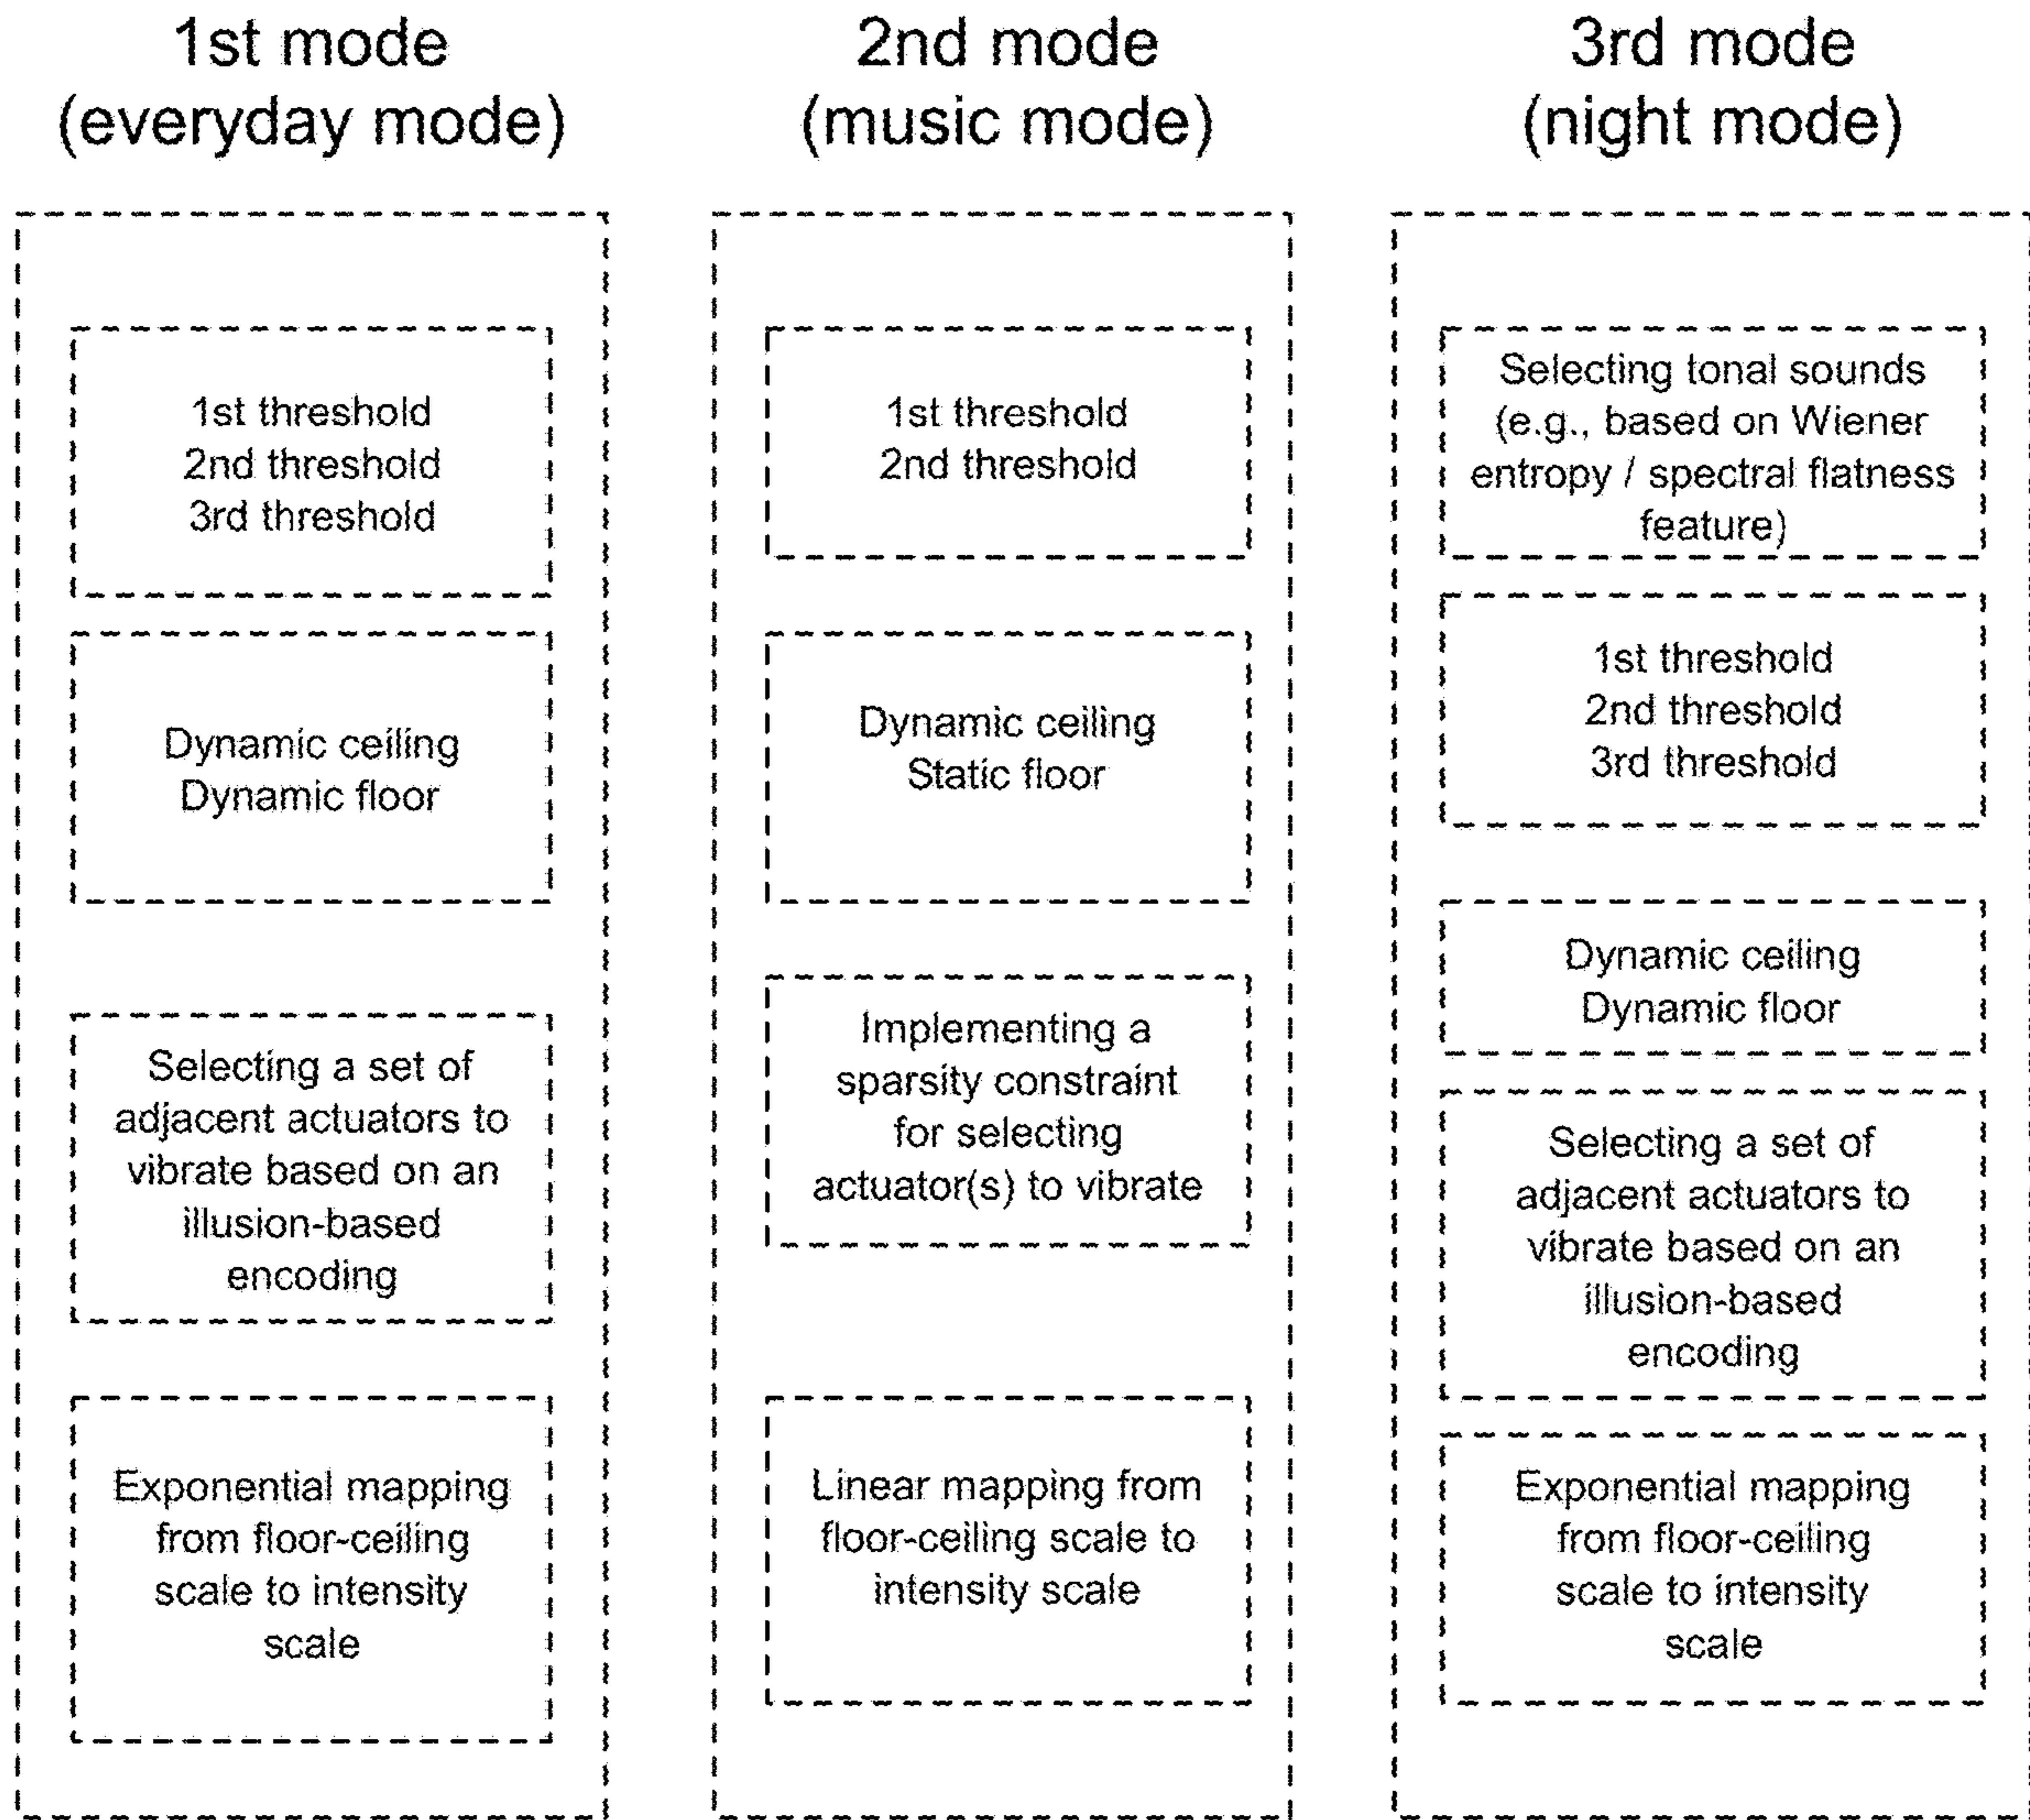 1st mode
(everyday mode)
1st threshold
2nd threshold
3rd threshold
Dynamic ceiling
Dynamic floor
Selecting a set of
adjacent actuators to
vibrate based on an
illusion-based
encoding
Exponential mapping
from floor-ceiling
scale to intensity
scale
2nd mode
(music mode)
1st threshold
2nd threshold
Dynamic ceiling
Static floor
Implementing a
sparsity constraint
for selecting
actuator(s) to vibrate
Linear mapping from
floor-ceiling scale to
intensity scale
3rd mode
(night mode)
Selecting tonal sounds
(e.g., based on Wiener
entropy / spectral flatness
feature)
1st threshold
2nd threshold
3rd threshold
Dynamic ceiling
Dynamic floor
Selecting a set of
adjacent actuators to
vibrate based on an
illusion-based
encoding
Exponential mapping
from floor-ceiling
scale to intensity
scale